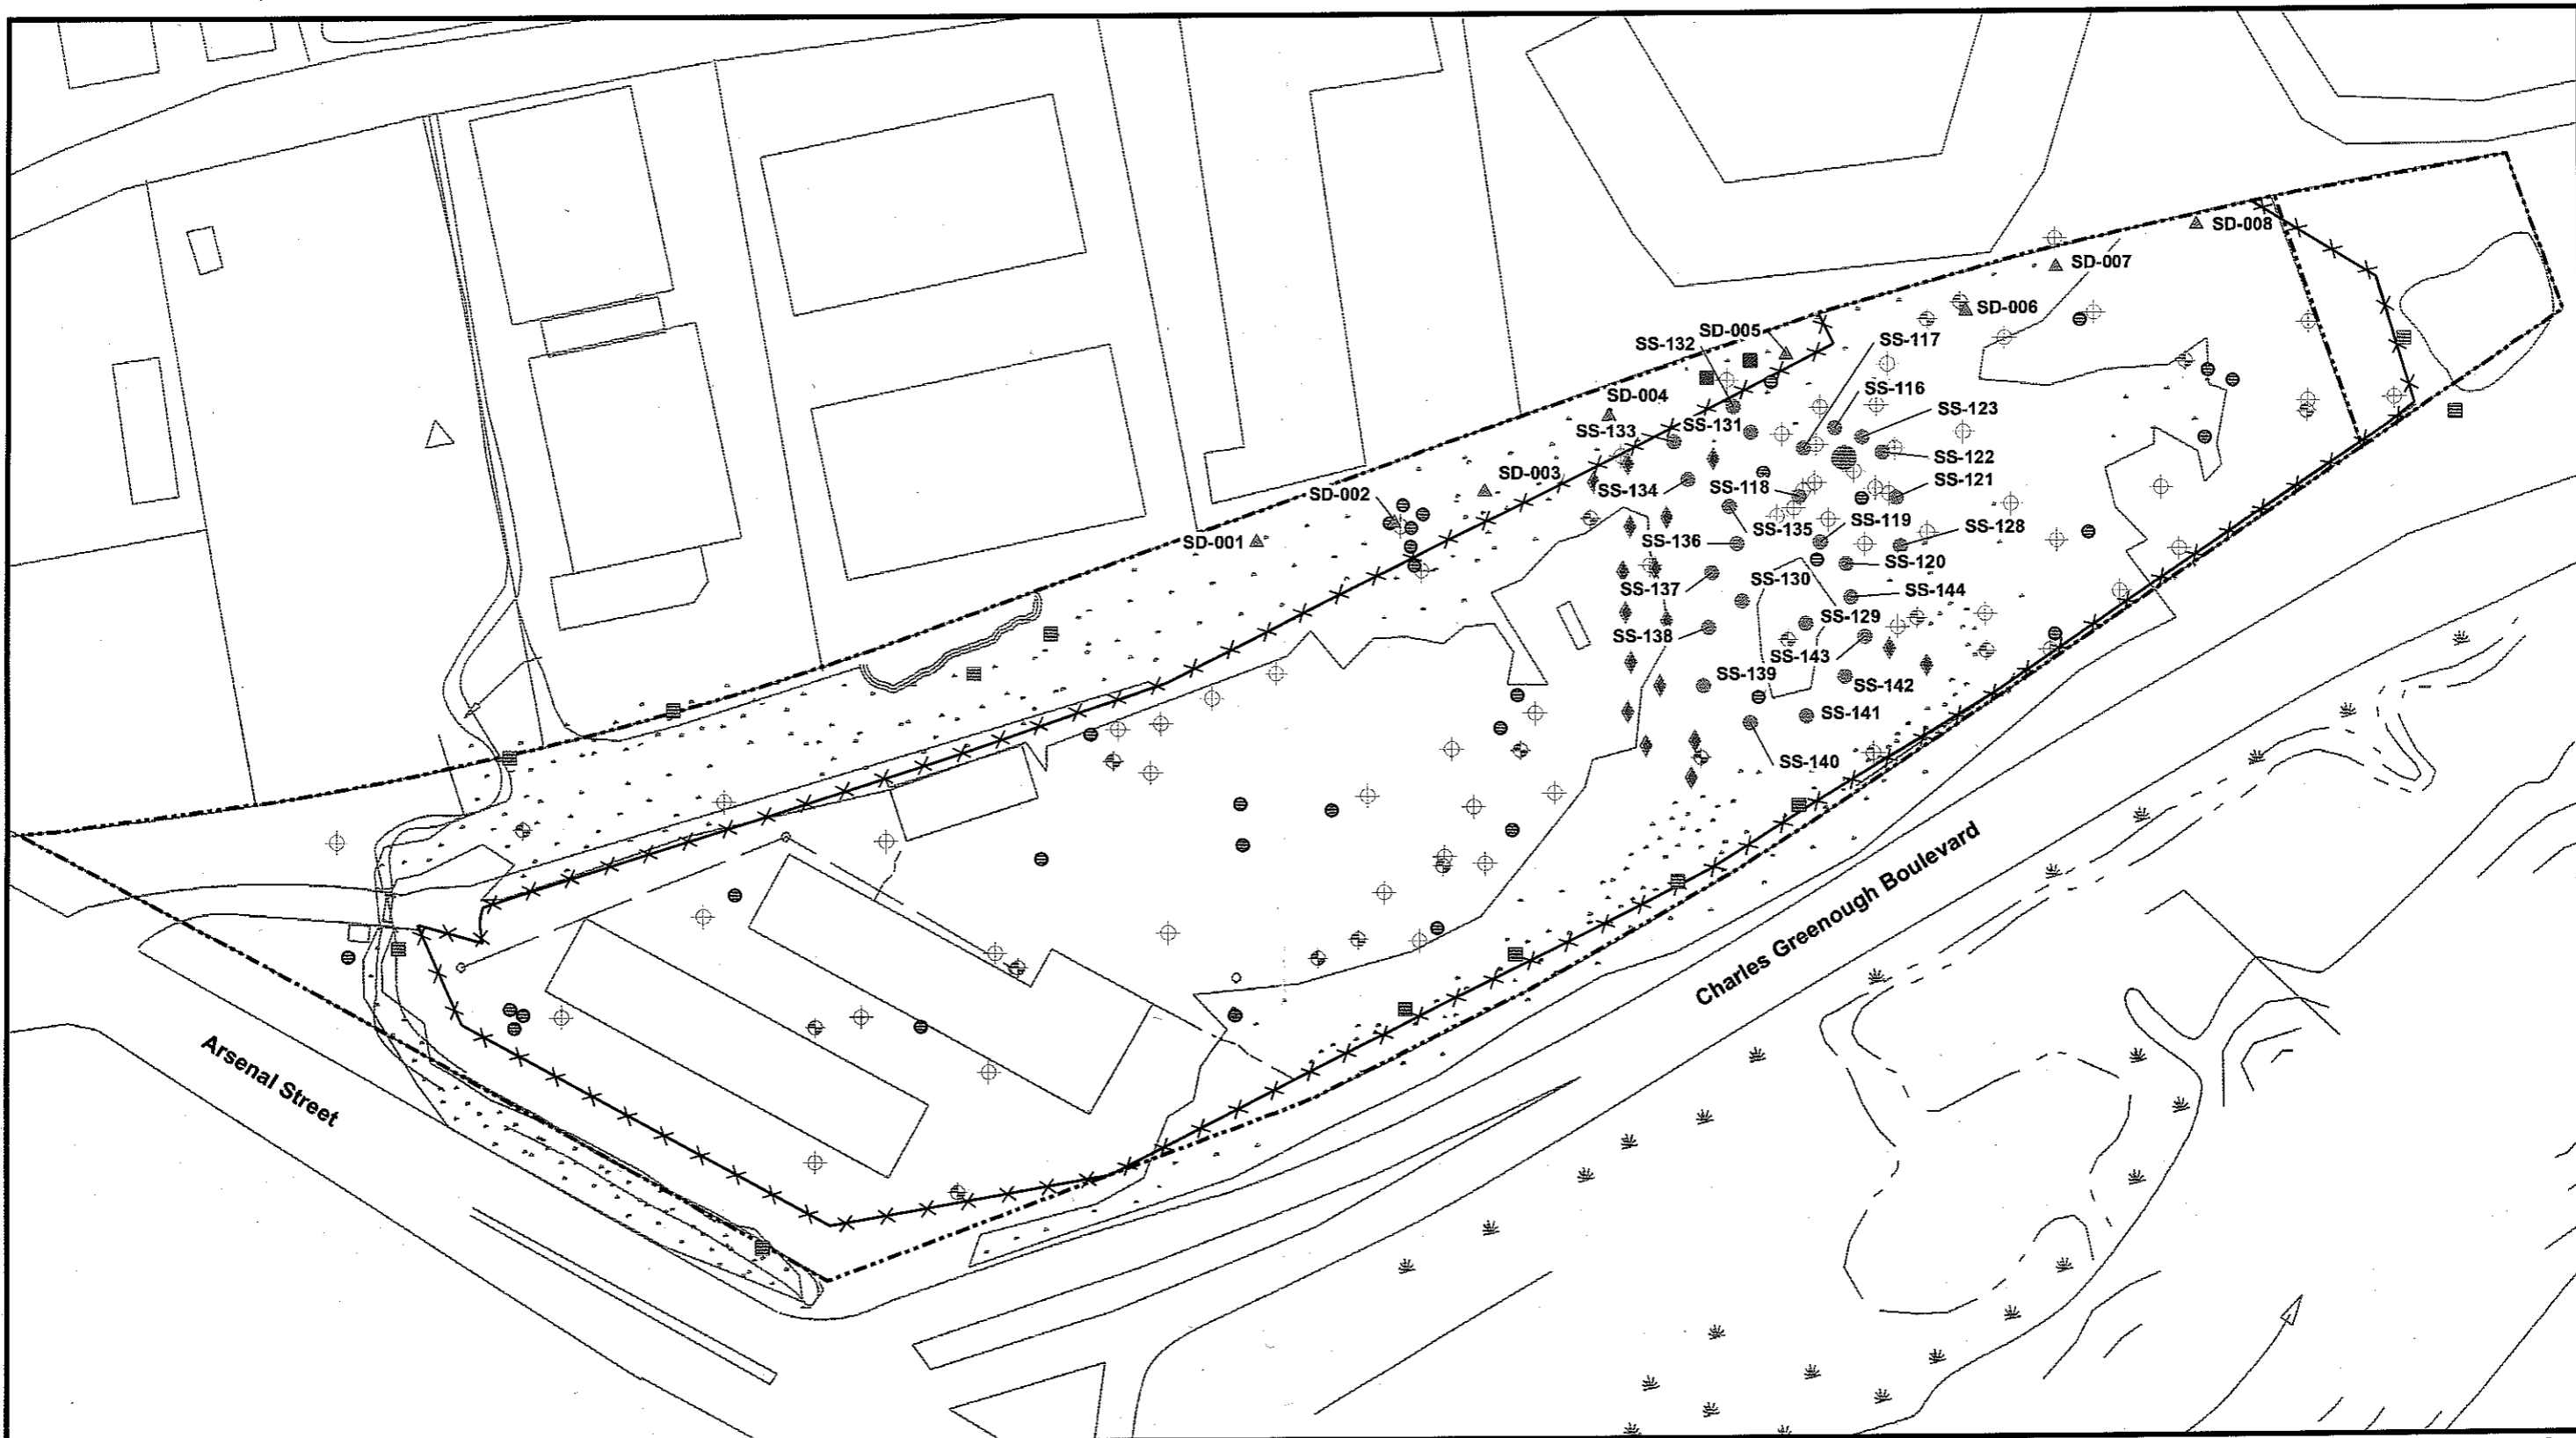 SD-008
SD-007
SD-006
SD-005
SS-132
SS-117
SS-116
SD-004
SS-123
SS-131
SS-133
SS-122
SD-003
SS-121
SS-118
SS-134
SD-002
SS-119
SS-128
SS-135
SS-136
SD-001
SS-120
SS-130
SS-137
SS-144
SS-129
SS-138
SS-143
SS-139
SS-142
SS-141
SS-140
Charles Greenough Boulevard
Arsenal Street